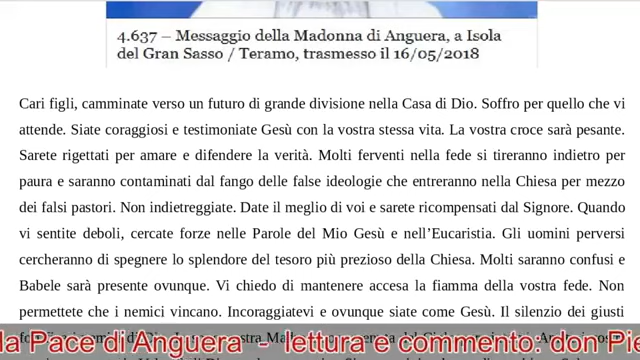 4.637 – Messaggio della Madonna di Anguera, a Isola
del Gran Sasso / Teramo, trasmesso il 16/05/2018
Cari figli, camminate verso un futuro di grande divisione nella Casa di Dio. Soffro per quello che vi
attende. Siate coraggiosi e testimoniate Gesù con la vostra stessa vita. La vostra croce sarà pesante.
Sarete rigettati per amare e difendere la verità. Molti ferventi nella fede si tireranno indietro per
paura e saranno contaminati dal fango delle false ideologie che entreranno nella Chiesa per mezzo
dei falsi pastori. Non indietreggiate. Date il meglio di voi e sarete ricompensati dal Signore. Quando
vi sentite deboli, cercate forze nelle Parole del Mio Gesù e nell'Eucaristia. Gli uomini perversi
cercheranno di spegnere lo splendore del tesoro più prezioso della Chiesa. Molti saranno confusi e
Babele sarà presente ovunque. Vi chiedo di mantenere accesa la fiamma della vostra fede. Non
permettete che i nemici vincano. Incoraggiatevi e ovunque siate come Gesù. Il silenzio dei giusti
la Pace di Anguera - lettura e commento: don Pie